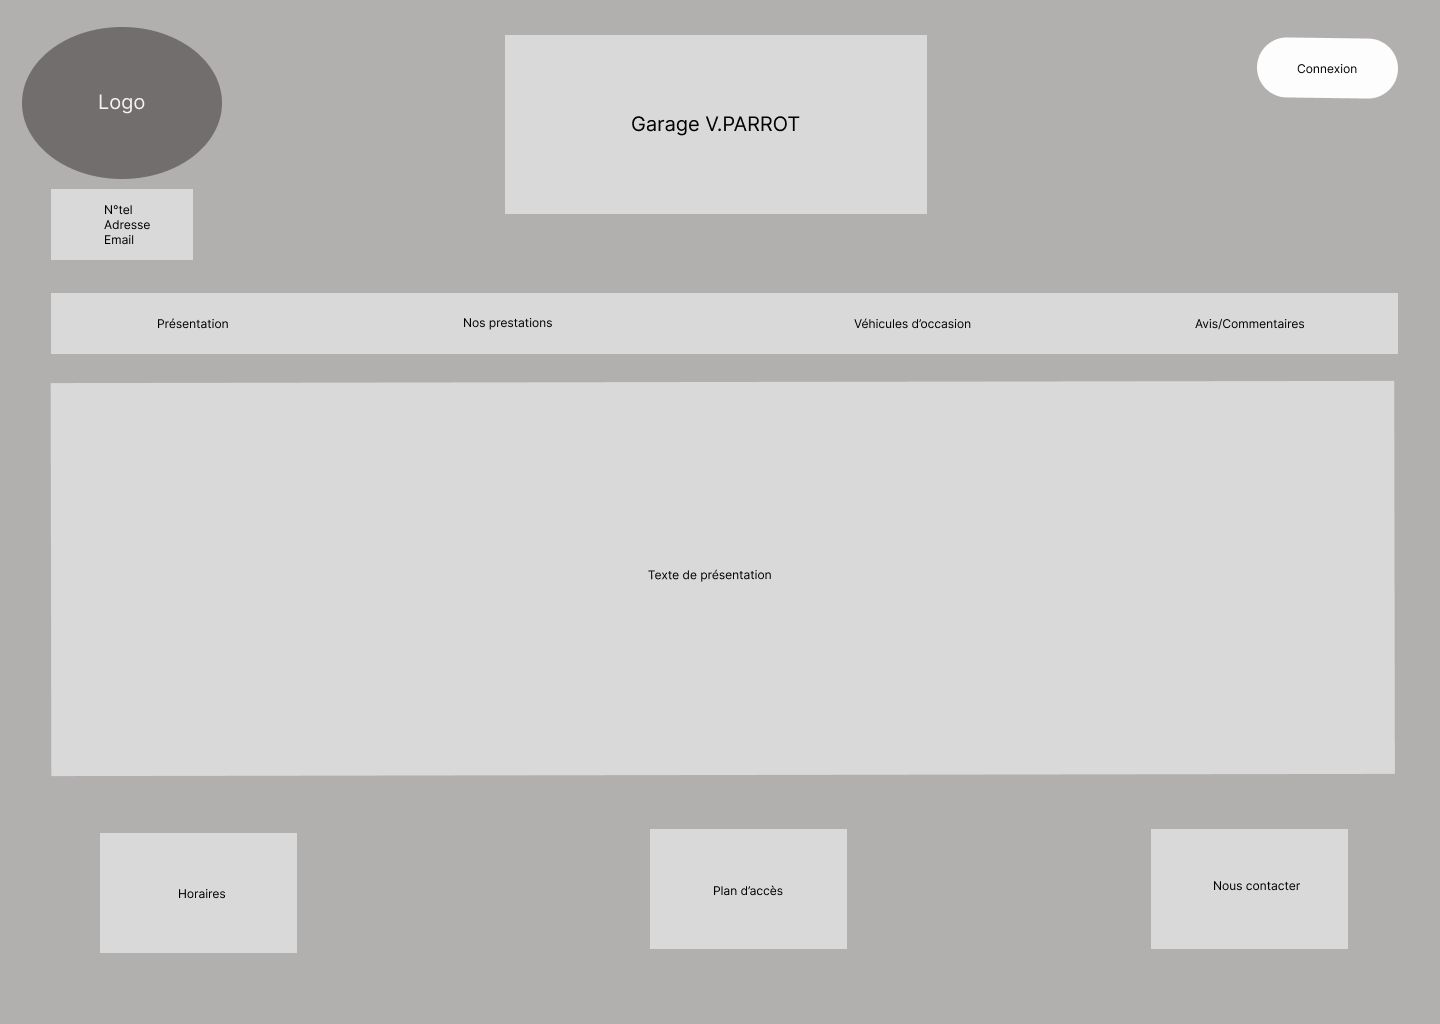 Logo
Garage V.PARROT
Connexion
N°tel
Adresse
Email
Présentation
Nos prestations
Véhicules d’occasion
Avis/Commentaires
Texte de présentation
Horaires
Plan d’accès
Nous contacter